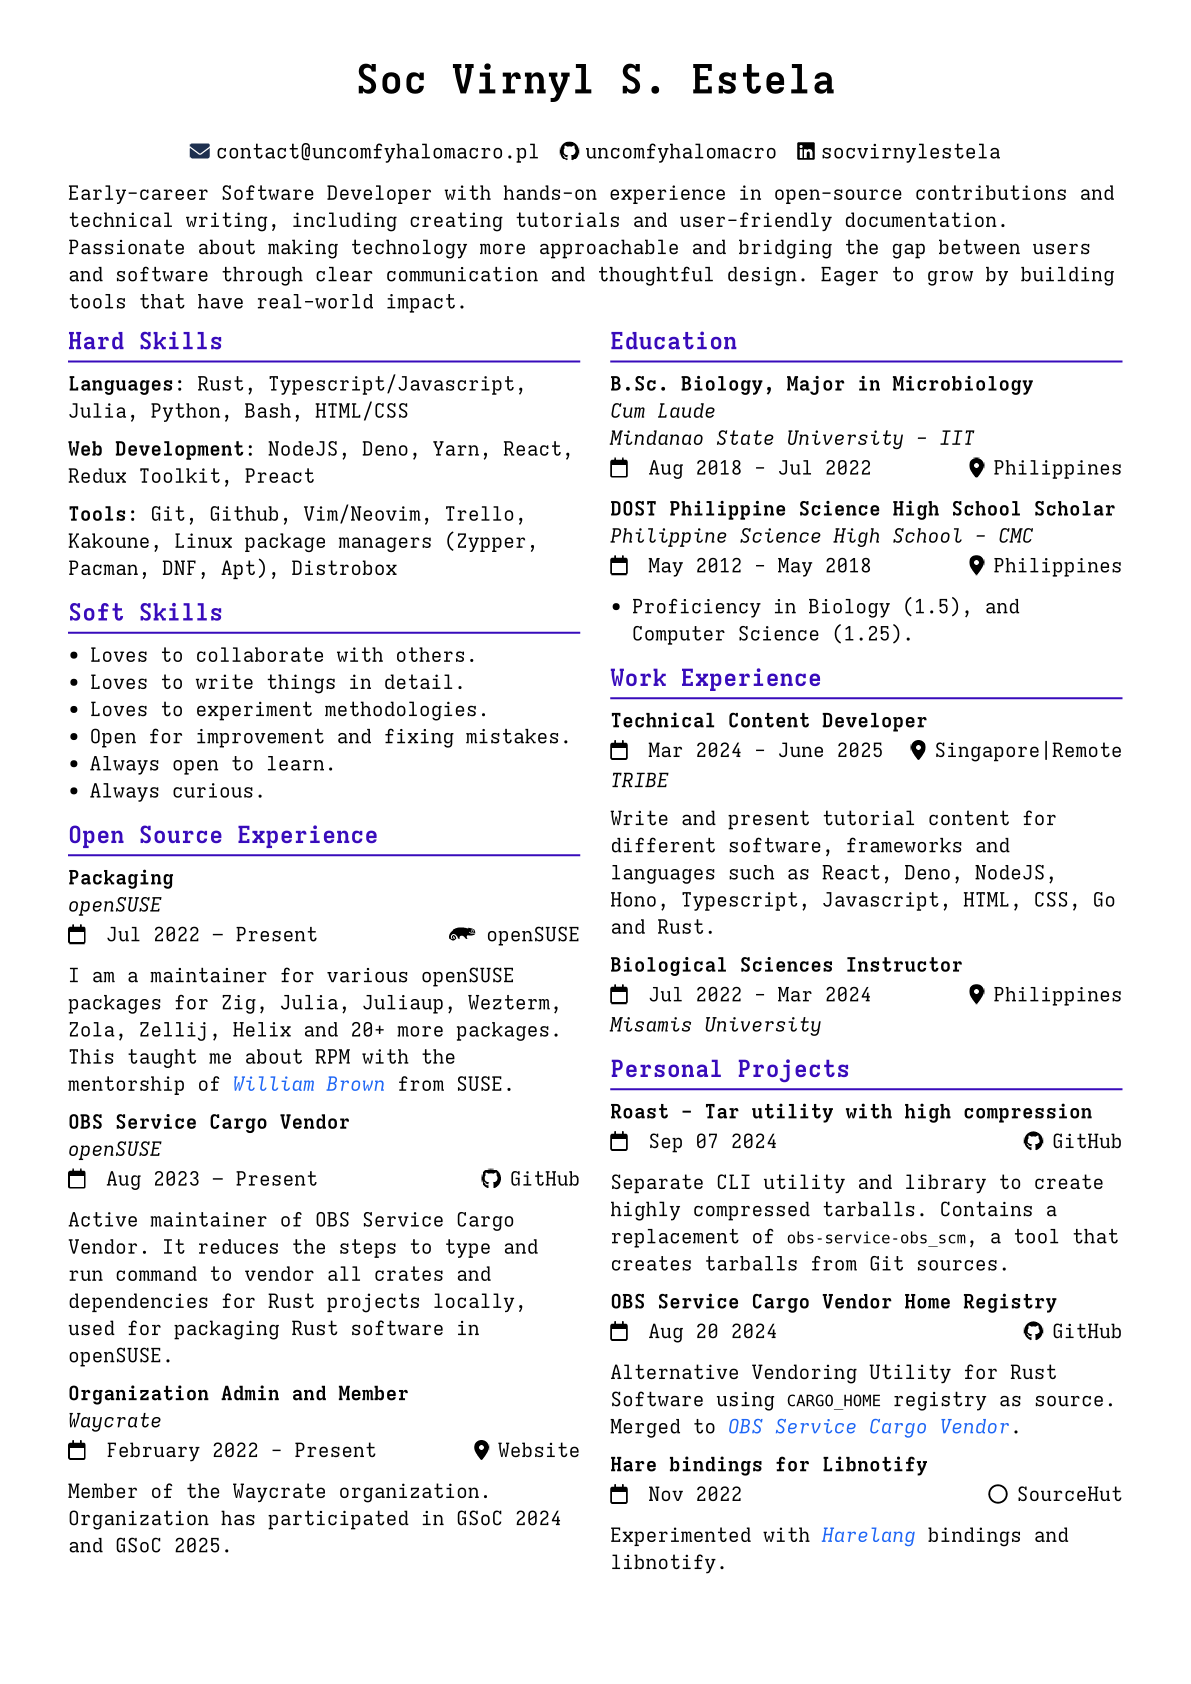 Soc Virnyl S. Estela
contact@uncomfyhalomacro.pl uncomfyhalomacro socvirnylestela
Early-career Software Developer with hands-on experience in open-source contributions and
technical writing, including creating tutorials and user-friendly documentation.
Passionate about making technology more approachable and bridging the gap between users
and software through clear communication and thoughtful design. Eager to grow by building
tools that have real-world impact.
Hard Skills
Languages: Rust, Typescript/Javascript,
Julia, Python, Bash, HTML/CSS
Web Development: NodeJS, Deno, Yarn, React,
Redux Toolkit, Preact
Tools: Git, Github, Vim/Neovim, Trello,
Kakoune, Linux package managers (Zypper,
Pacman, DNF, Apt), Distrobox
Soft Skills
• Loves to collaborate with others.
• Loves to write things in detail.
• Loves to experiment methodologies.
• Open for improvement and fixing mistakes.
• Always open to learn.
• Always curious.
Open Source Experience
Packaging
openSUSE
Jul 2022 – Present openSUSE
I am a maintainer for various openSUSE
packages for Zig, Julia, Juliaup, Wezterm,
Zola, Zellij, Helix and 20+ more packages.
This taught me about RPM with the
mentorship of William Brown from SUSE.
OBS Service Cargo Vendor
openSUSE
Aug 2023 – Present GitHub
Active maintainer of OBS Service Cargo
Vendor. It reduces the steps to type and
run command to vendor all crates and
dependencies for Rust projects locally,
used for packaging Rust software in
openSUSE.
Organization Admin and Member
Waycrate
February 2022 - Present Website
Member of the Waycrate organization.
Organization has participated in GSoC 2024
and GSoC 2025.
Education
B.Sc. Biology, Major in Microbiology
Cum Laude
Mindanao State University - IIT
Aug 2018 - Jul 2022 Philippines
DOST Philippine Science High School Scholar
Philippine Science High School - CMC
May 2012 - May 2018 Philippines
• Proficiency in Biology (1.5), and
Computer Science (1.25).
Work Experience
Technical Content Developer
Mar 2024 - June 2025 Singapore|Remote
TRIBE
Write and present tutorial content for
different software, frameworks and
languages such as React, Deno, NodeJS,
Hono, Typescript, Javascript, HTML, CSS, Go
and Rust.
Biological Sciences Instructor
Jul 2022 - Mar 2024 Philippines
Misamis University
Personal Projects
Roast - Tar utility with high compression
Sep 07 2024 GitHub
Separate CLI utility and library to create
highly compressed tarballs. Contains a
replacement of obs-service-obs_scm, a tool that
creates tarballs from Git sources.
OBS Service Cargo Vendor Home Registry
Aug 20 2024 GitHub
Alternative Vendoring Utility for Rust
Software using CARGO_HOME registry as source.
Merged to OBS Service Cargo Vendor.
Hare bindings for Libnotify
Nov 2022 SourceHut
Experimented with Harelang bindings and
libnotify.